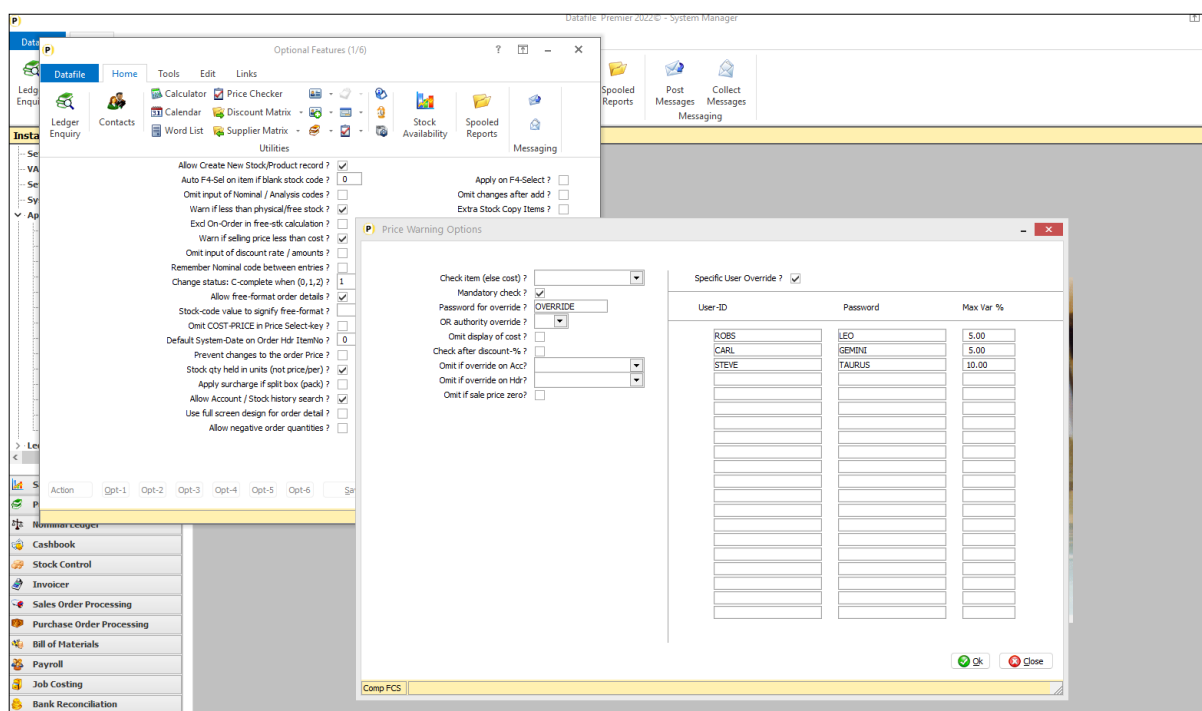 Datafile Premier 2022© - System Manager
Optional Features (1/6)
Datafile Home Tools Edit Links
Ledger Enquiry
Contacts
Calculator Price Checker
Calendar Discount Matrix
Word List Supplier Matrix
Utilities
Stock Availability
Spooled Reports
Messaging
Spooled Reports
Post Messages
Collect Messages
Messaging
Allow Create New Stock/Product record ?
Auto F4-Sel on item if blank stock code ? 0 Apply on F4-Select ?
Omit input of Nominal / Analysis codes ? Omit changes after add ?
Warn if less than physical/free stock ? Extra Stock Copy Items ?
Excl On-Order in free-stk calculation ?
Warn if selling price less than cost ?
Omit input of discount rate / amounts ?
Remember Nominal code between entries ?
Change status: C-complete when (0,1,2) ? 1
Allow free-format order details ?
Stock-code value to signify free-format ?
Omit COST-PRICE in Price Select-key ?
Default System-Date on Order Hdr ItemNo ? 0
Prevent changes to the order Price ?
Stock qty held in units (not price/per) ?
Apply surcharge if split box (pack) ?
Allow Account / Stock history search ?
Use full screen design for order detail ?
Allow negative order quantities ?
Action Opt-1 Opt-2 Opt-3 Opt-4 Opt-5 Opt-6
Price Warning Options
Check item (else cost) ?
Mandatory check ?
Password for override ? OVERRIDE
OR authority override ?
Omit display of cost ?
Check after discount-% ?
Omit if override on Acc?
Omit if override on Hdr?
Omit if sale price zero?
Specific User Override ?
User-ID Password Max Var %
ROBS LEO 5.00
CARL GEMINI 5.00
STEVE TAURUS 10.00
Ok Close
Comp FCS
Nominal Ledger
Cashbook
Stock Control
Invoicer
Sales Order Processing
Purchase Order Processing
Bill of Materials
Payroll
Job Costing
Bank Reconciliation